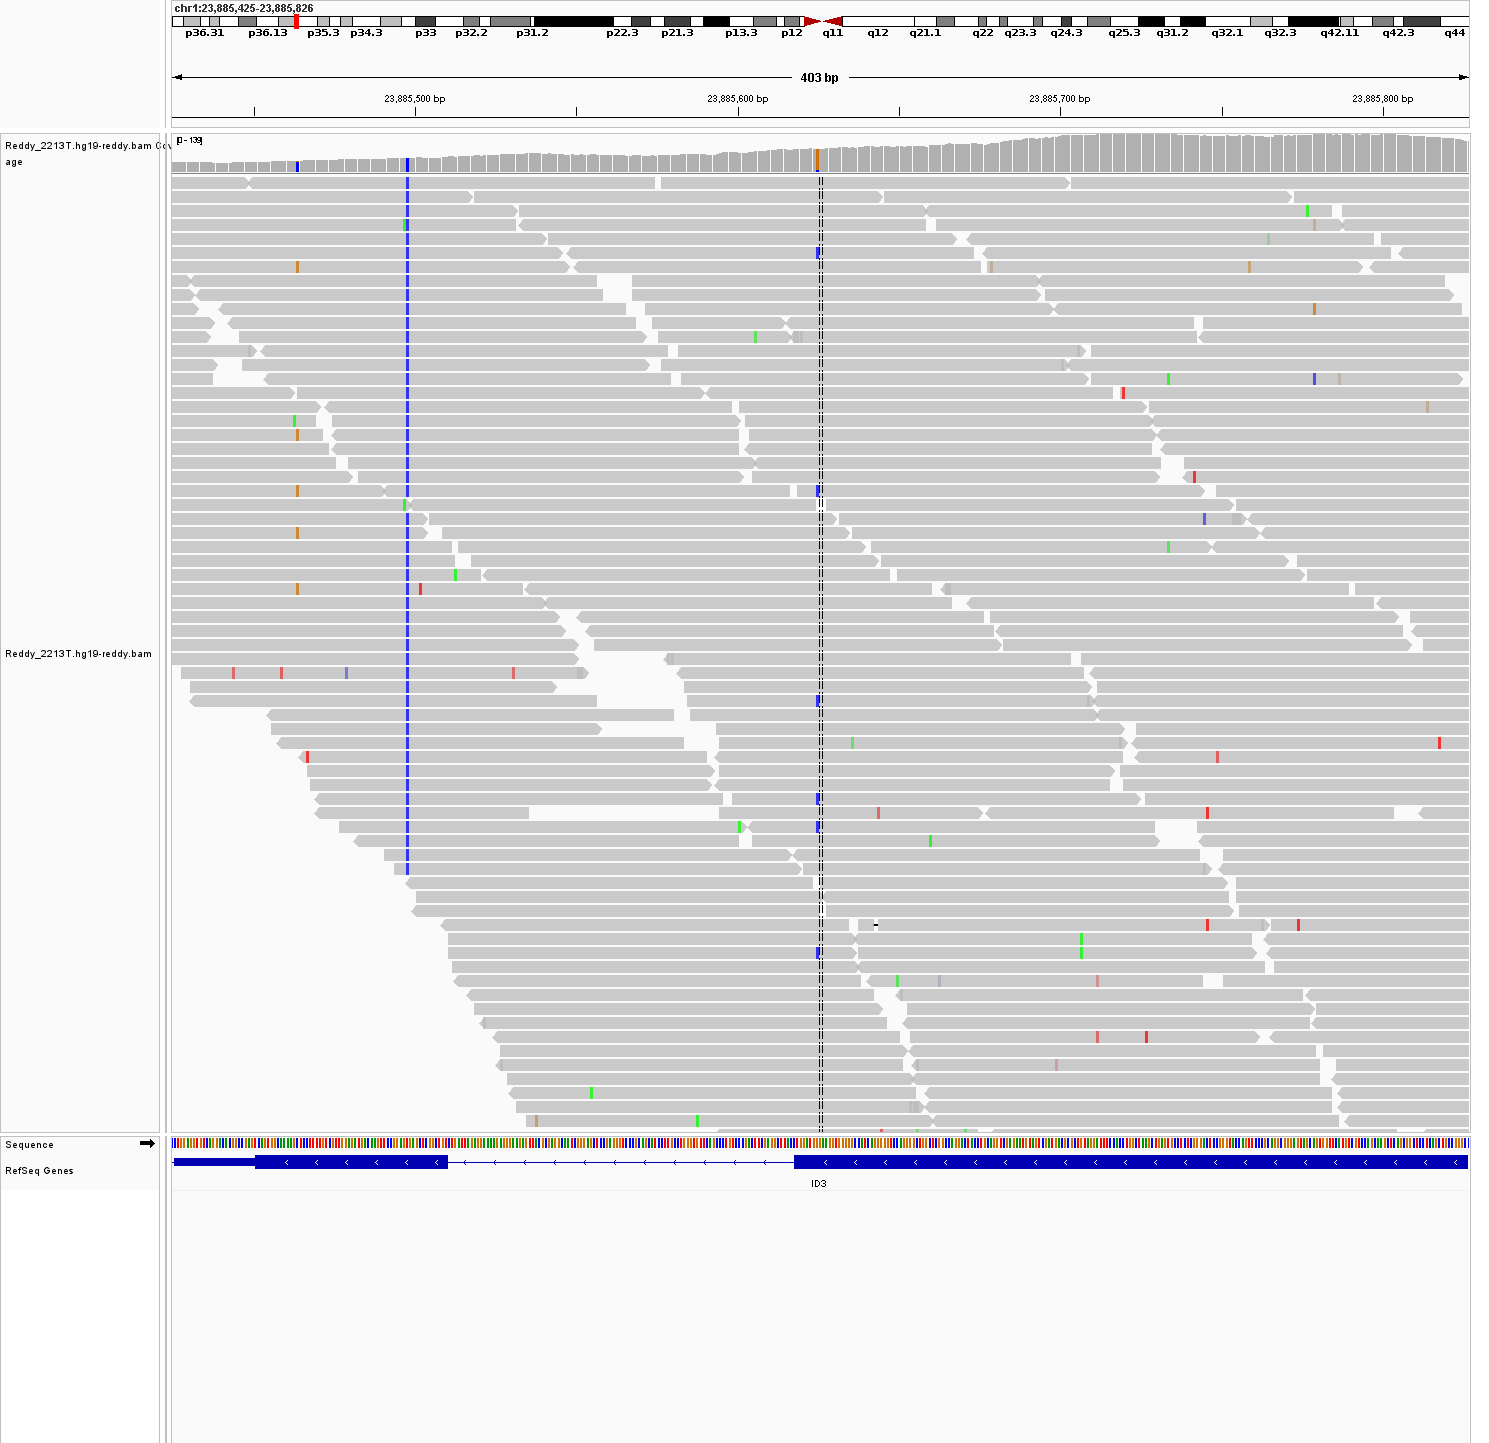 chr1:23,885,425-23,885,826
p36.31 p36.13 p35.3 p34.3 p33 p32.2 p31.2 p22.3 p21.3 p13.3 p12 q11 q12 q21.1 q22 q23.3 q24.3 q25.3 q31.2 q32.1 q32.3 q42.11 q42.3 q44
403 bp
23,885,500 bp 23,885,600 bp 23,885,700 bp 23,885,800 bp
[0 - 139]
Reddy_2213T.hg19-reddy.bam Cov
age
Reddy_2213T.hg19-reddy.bam
Sequence
RefSeq Genes
ID3